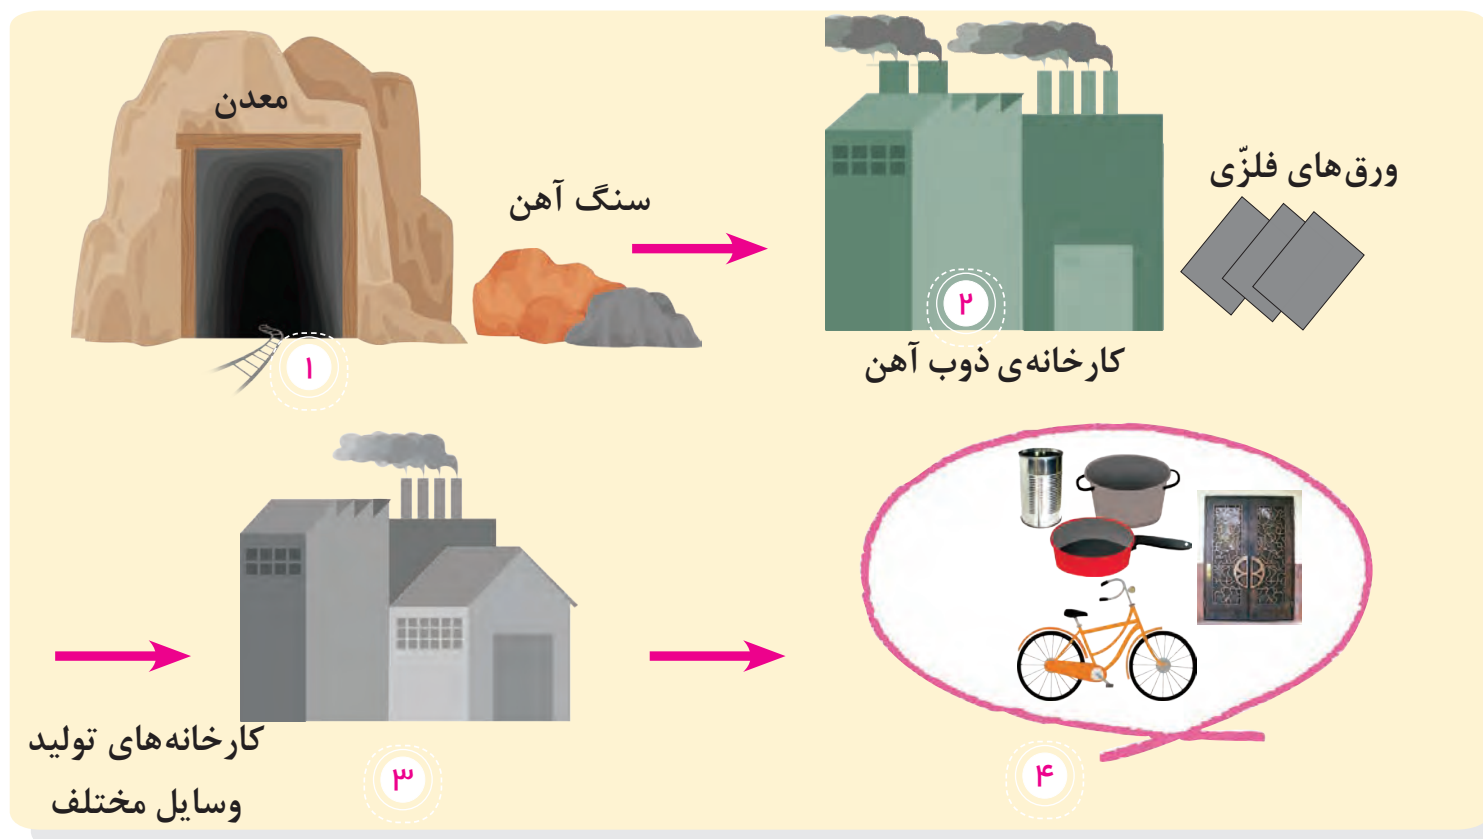 معدن
سنگ آهن
۱
ورق‌های فلزّی
۲
کارخانه‌ی ذوب آهن
کارخانه‌های تولید
وسایل مختلف
۳
۴